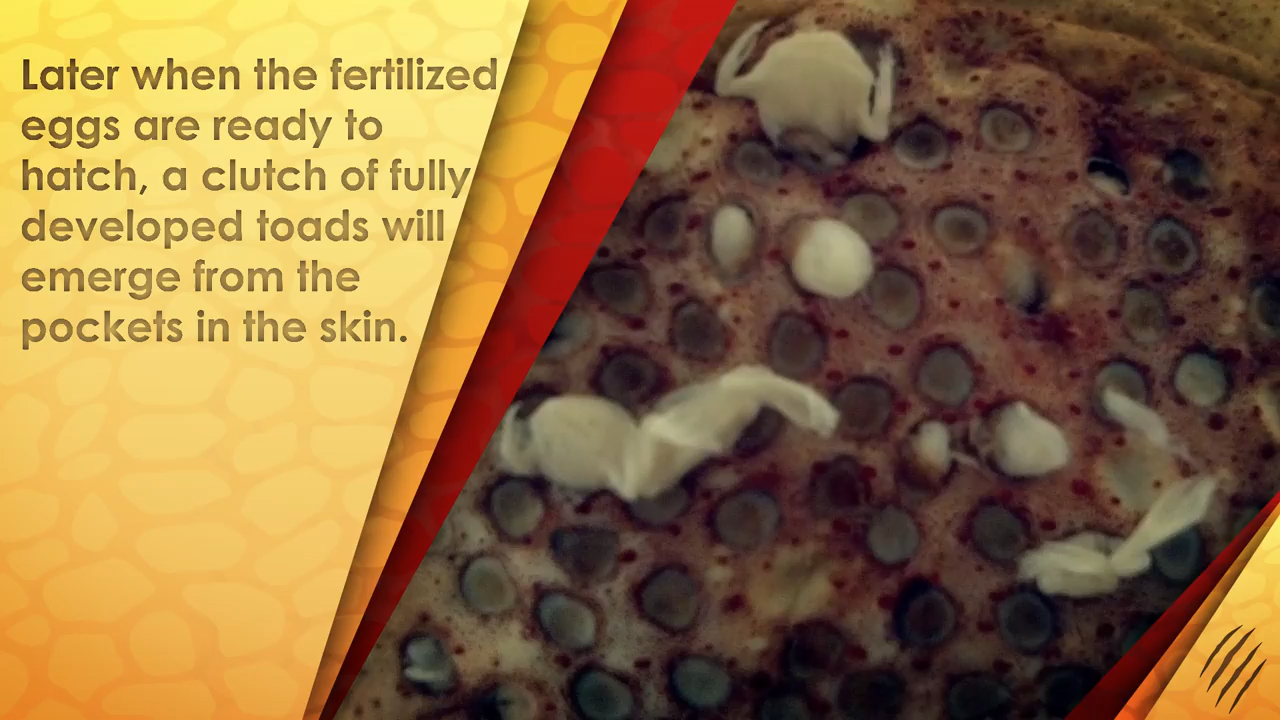 Later when the fertilized
eggs are ready to
hatch, a clutch of fully
developed toads will
emerge from the
pockets in the skin.